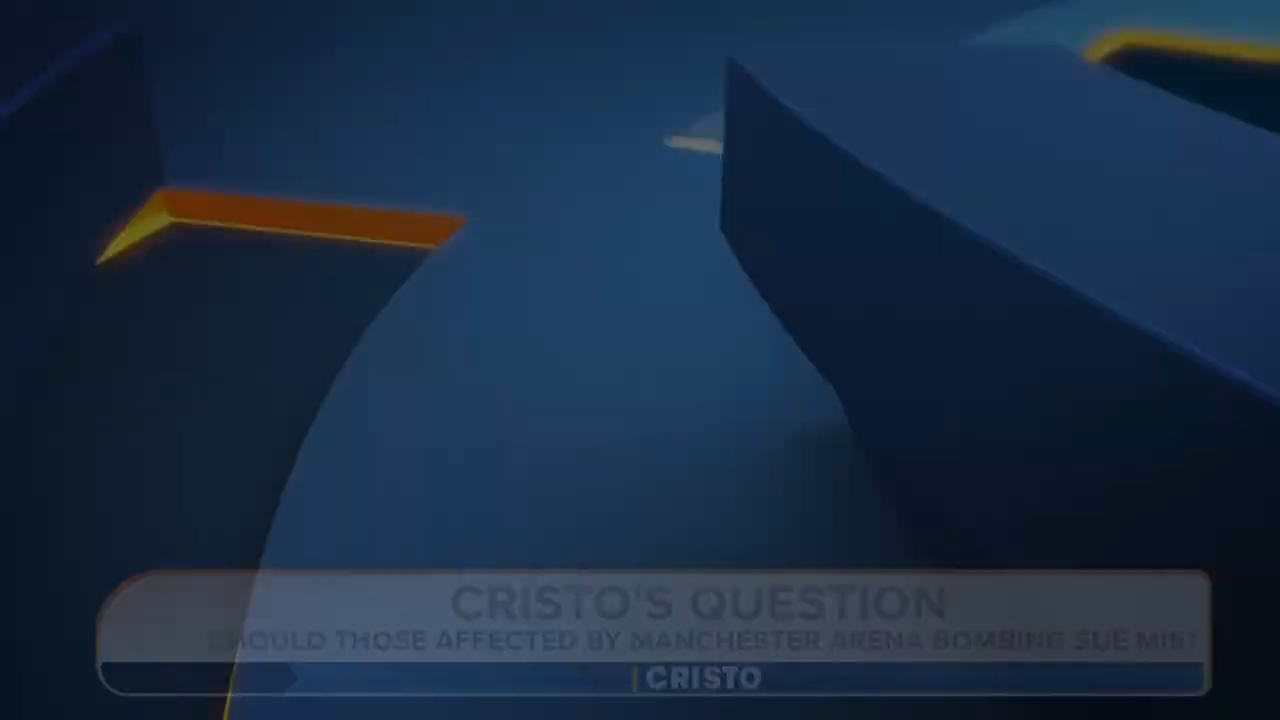 CRISTO'S QUESTION
SHOULD THOSE AFFECTED BY MANCHESTER ARENA BOMBING SUE MI5?
CRISTO